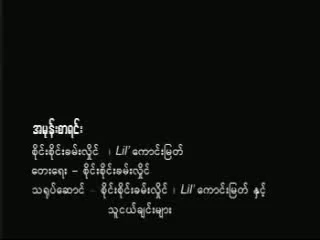 အမုန်းစာရင်း
စိုင်းစိုင်းခမ်းလှိုင် ၊ Lil' ကောင်းမြတ်
တေးရေး – စိုင်းစိုင်းခမ်းလှိုင်
သရုပ်ဆောင် – စိုင်းစိုင်းခမ်းလှိုင် ၊ Lil' ကောင်းမြတ် နှင့်
သူငယ်ချင်းများ